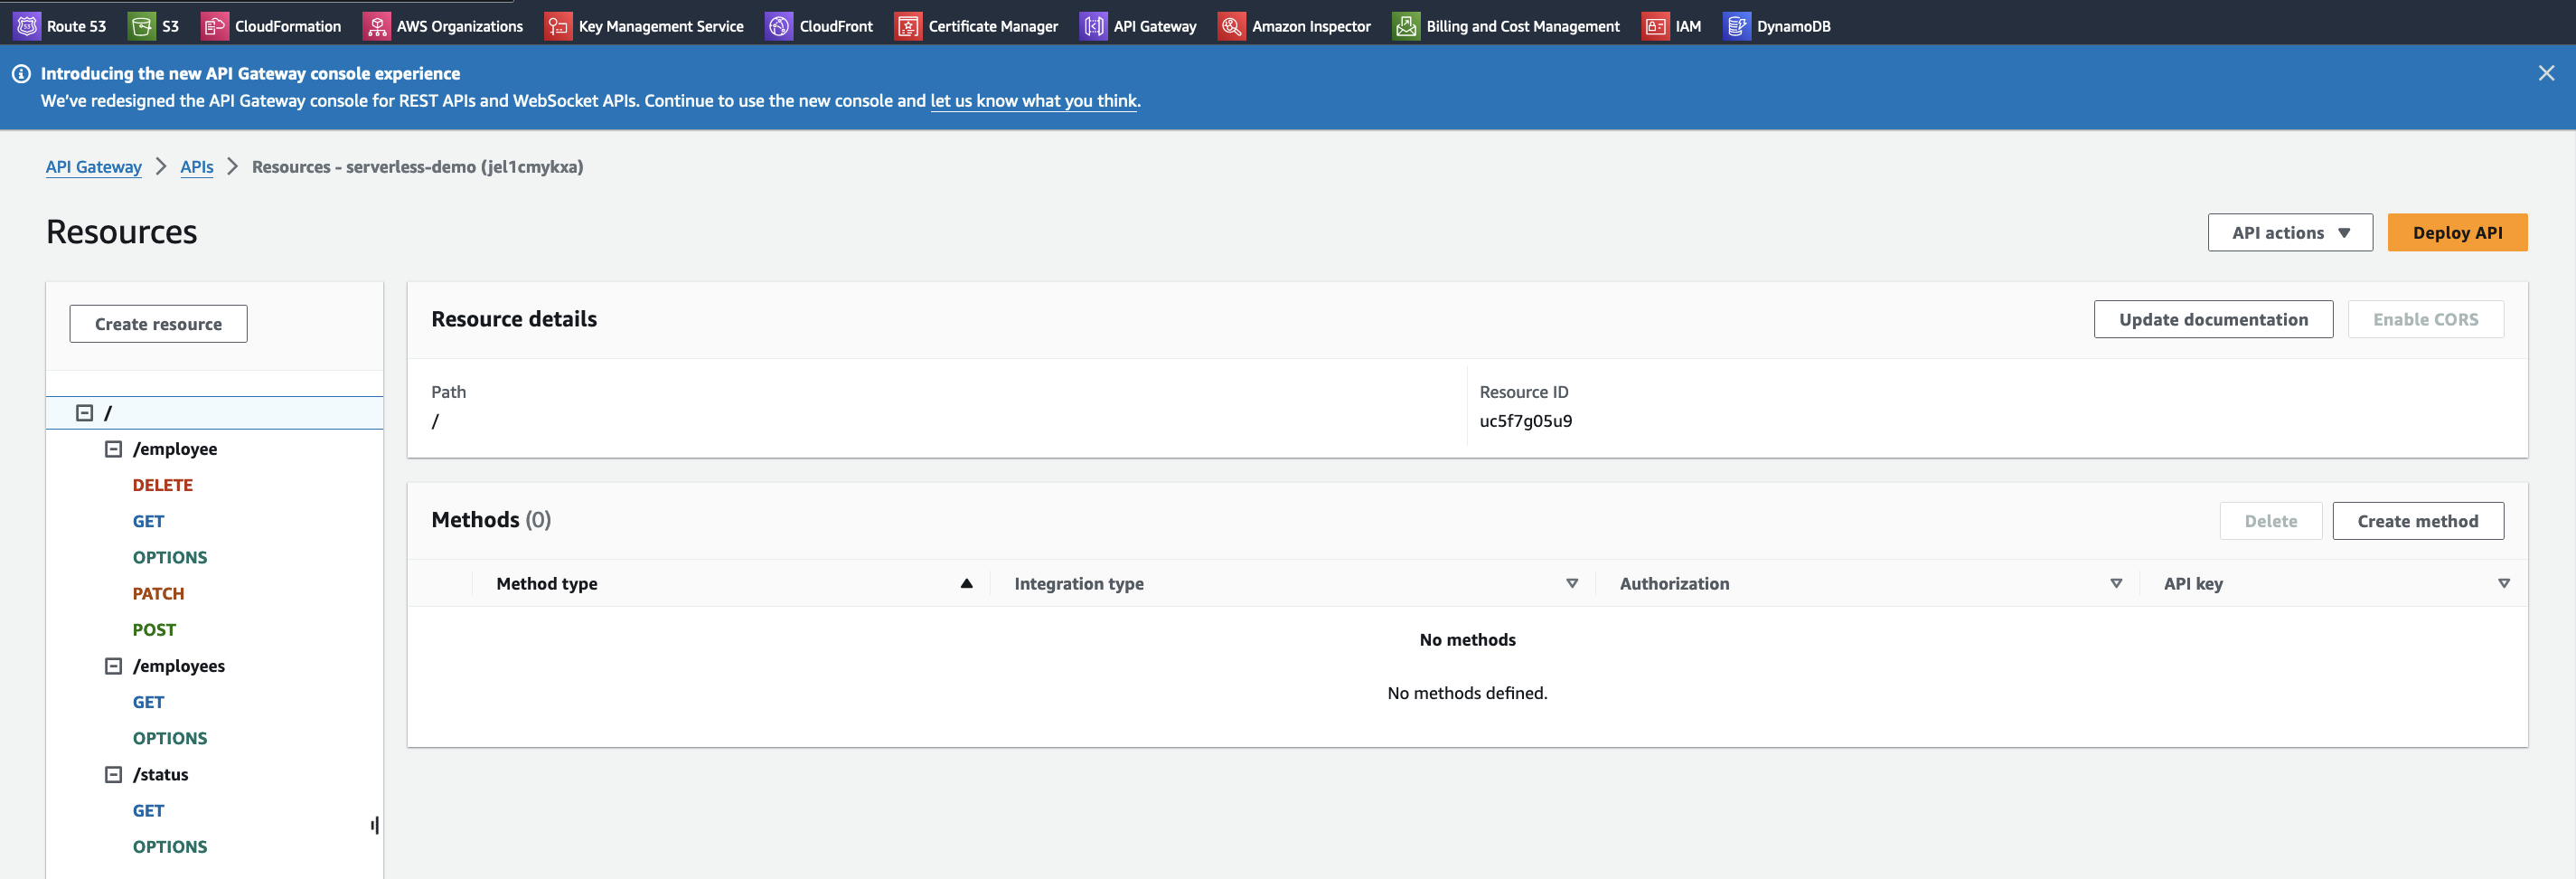 Route 53 S3 CloudFormation AWS Organizations Key Management Service CloudFront Certificate Manager API Gateway Amazon Inspector Billing and Cost Management IAM DynamoDB
Introducing the new API Gateway console experience
We've redesigned the API Gateway console for REST APIs and WebSocket APIs. Continue to use the new console and let us know what you think.
API Gateway > APIs > Resources - serverless-demo (jel1cmykxa)
Resources
API actions
Deploy API
Create resource
/
/employee
DELETE
GET
OPTIONS
PATCH
POST
/employees
GET
OPTIONS
/status
GET
OPTIONS
Resource details
Update documentation
Enable CORS
Path
/
Resource ID
uc5f7g05u9
Methods (0)
Delete
Create method
Method type Integration type Authorization API key
No methods
No methods defined.